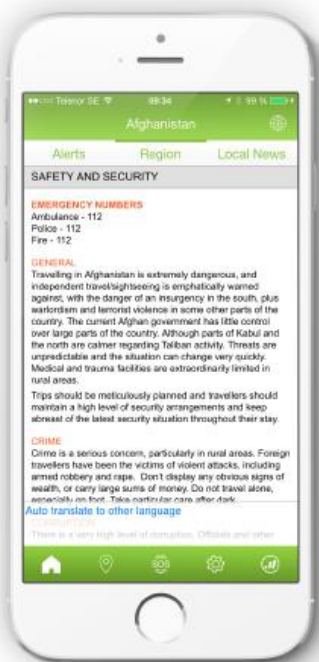 Telenor SE
09:34
99 %
Afghanistan
Alerts
Region
Local News
SAFETY AND SECURITY
EMERGENCY NUMBERS
Ambulance - 112
Police - 112
Fire - 112
GENERAL
Travelling in Afghanistan is extremely dangerous, and
independent travel/sightseeing is emphatically warned
against, with the danger of an insurgency in the south, plus
warlordism and terrorist violence in some other parts of the
country. The current Afghan government has little control
over large parts of the country. Although parts of Kabul and
the north are calmer regarding Taliban activity. Threats are
unpredictable and the situation can change very quickly.
Medical and trauma facilities are extraordinarily limited in
rural areas.
Trips should be meticulously planned and travellers should
maintain a high level of security arrangements and keep
abreast of the latest security situation throughout their stay.
CRIME
Crime is a serious concern, particularly in rural areas. Foreign
travellers have been the victims of violent attacks, including
armed robbery and rape. Don't display any obvious signs of
wealth, or carry large sums of money. Do not travel alone,
especially on foot. Take particular care after dark.
Auto translate to other language
CORRUPTION
There is a very high level of corruption. Officials and other
SOS